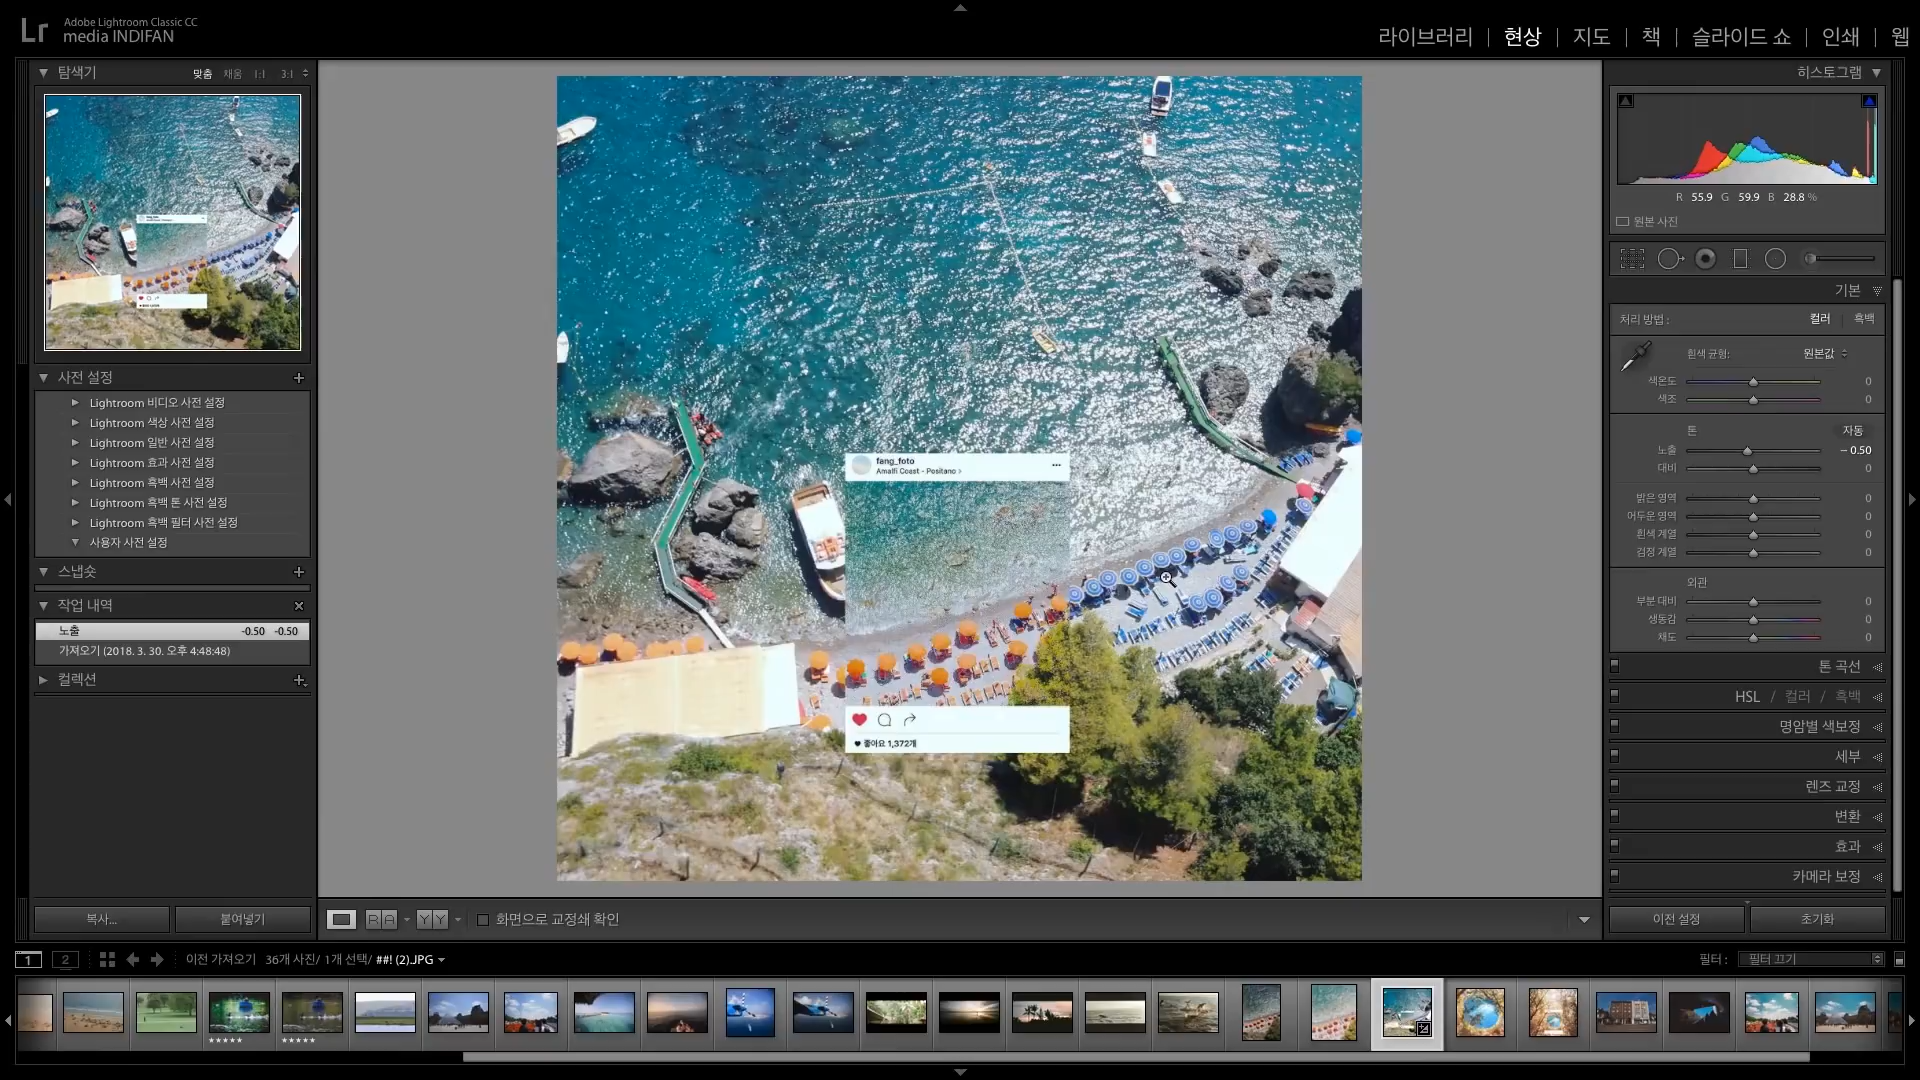 Lr
Adobe Lightroom Classic CC
media INDIFAN
라이브러리 | 현상 | 지도 | 책 | 슬라이드 쇼 | 인쇄 | 웹
탐색기 맞춤 채움 1:1 3:1
사전 설정
Lightroom 비디오 사전 설정
Lightroom 색상 사전 설정
Lightroom 일반 사전 설정
Lightroom 효과 사전 설정
Lightroom 흑백 사전 설정
Lightroom 흑백 톤 사전 설정
Lightroom 흑백 필터 사전 설정
사용자 사전 설정
스냅숏
작업 내역
노출 -0.50 -0.50
가져오기 (2018. 3. 30. 오후 4:48:48)
컬렉션
복사...
붙여넣기
fang_foto
Amalfi Coast - Positano >
좋아요 1,372개
화면으로 교정쇄 확인
히스토그램
R 55.9 G 59.9 B 28.8 %
원본 사진
기본
처리 방법 : 컬러 흑백
흰색 균형: 원본값
색온도 0
색조 0
톤 자동
노출 – 0.50
대비 0
밝은 영역 0
어두운 영역 0
흰색 계열 0
검정 계열 0
외관
부분 대비 0
생동감 0
채도 0
톤 곡선
HSL / 컬러 / 흑백
명암별 색보정
세부
렌즈 교정
변환
효과
카메라 보정
이전 설정
초기화
1 2 이전 가져오기 36개 사진/ 1개 선택/ ##! (2).JPG
필터 : 필터 끄기